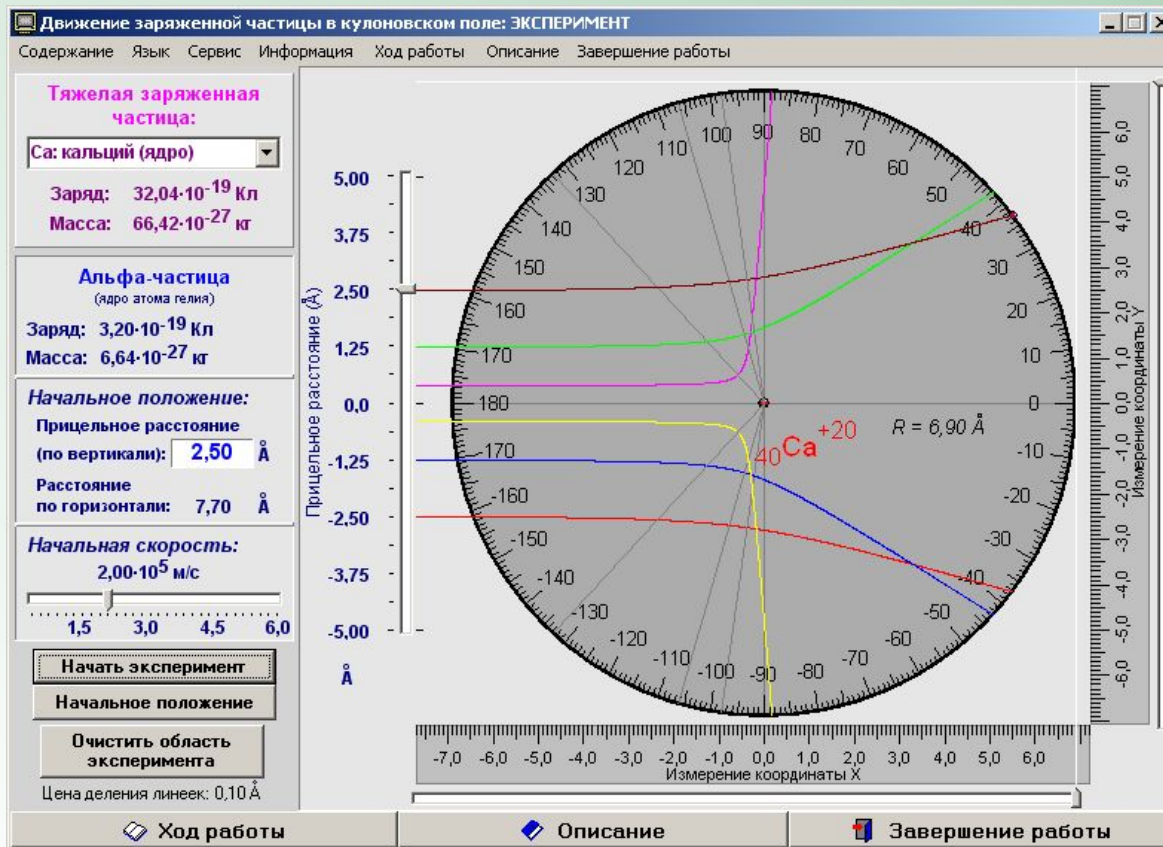 Движение заряженной частицы в кулоновском поле: ЭКСПЕРИМЕНТ
Содержание Язык Сервис Информация Ход работы Описание Завершение работы
Тяжелая заряженная
частица:
Ca: кальций (ядро)
Заряд: 32,04·10-19 Кл
Масса: 66,42·10-27 кг
Альфа-частица
(ядро атома гелия)
Заряд: 3,20·10-19 Кл
Масса: 6,64·10-27 кг
Начальное положение:
Прицельное расстояние
(по вертикали): 2,50 Å
Расстояние
по горизонтали: 7,70 Å
Начальная скорость:
2,00·105 м/с
1,5 3,0 4,5 6,0
Начать эксперимент
Начальное положение
Очистить область
эксперимента
Цена деления линеек: 0,10 Å
Прицельное расстояние (Å)
5,00
3,75
2,50
1,25
0,0
-1,25
-2,50
-3,75
-5,00
Å
180
170
160
150
140
130
120
110
100
90
80
70
60
50
40
30
20
10
0
-10
-20
-30
-40
-50
-60
-70
-80
-90
-100
-110
-120
-130
-140
-150
-160
-170
R = 6,90 Å
40Ca+20
Измерение координаты Y
6,0
5,0
4,0
3,0
2,0
1,0
0,0
-1,0
-2,0
-3,0
-4,0
-5,0
-6,0
-7,0 -6,0 -5,0 -4,0 -3,0 -2,0 -1,0 0,0 1,0 2,0 3,0 4,0 5,0 6,0
Измерение координаты X
Ход работы
Описание
Завершение работы